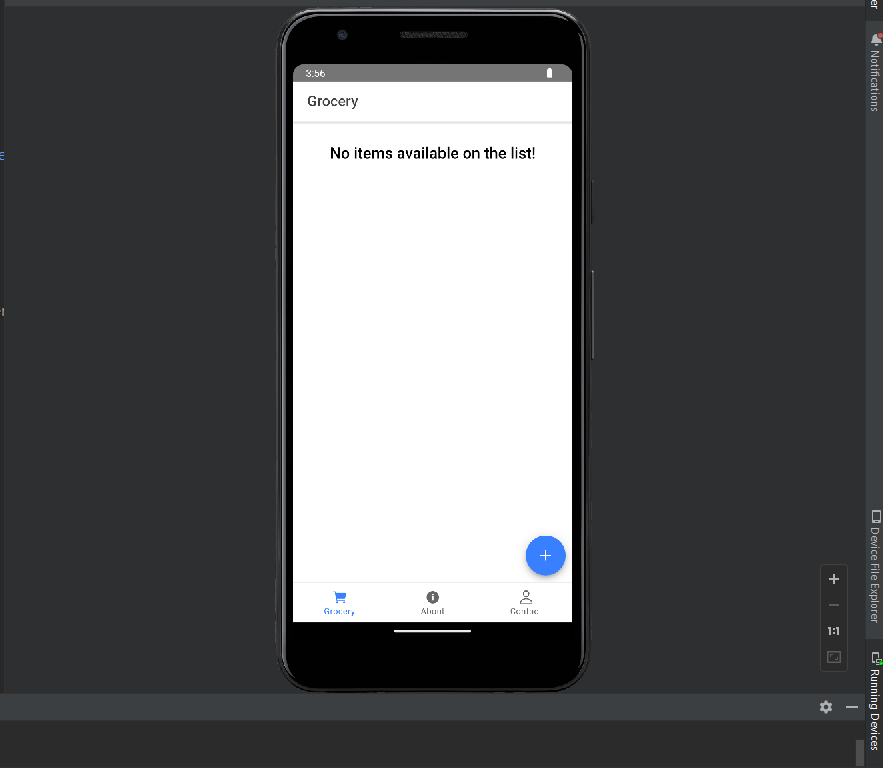 er
Notifications
3:56
Grocery
No items available on the list!
Grocery
About
Device File Explorer
1:1
Running Devices